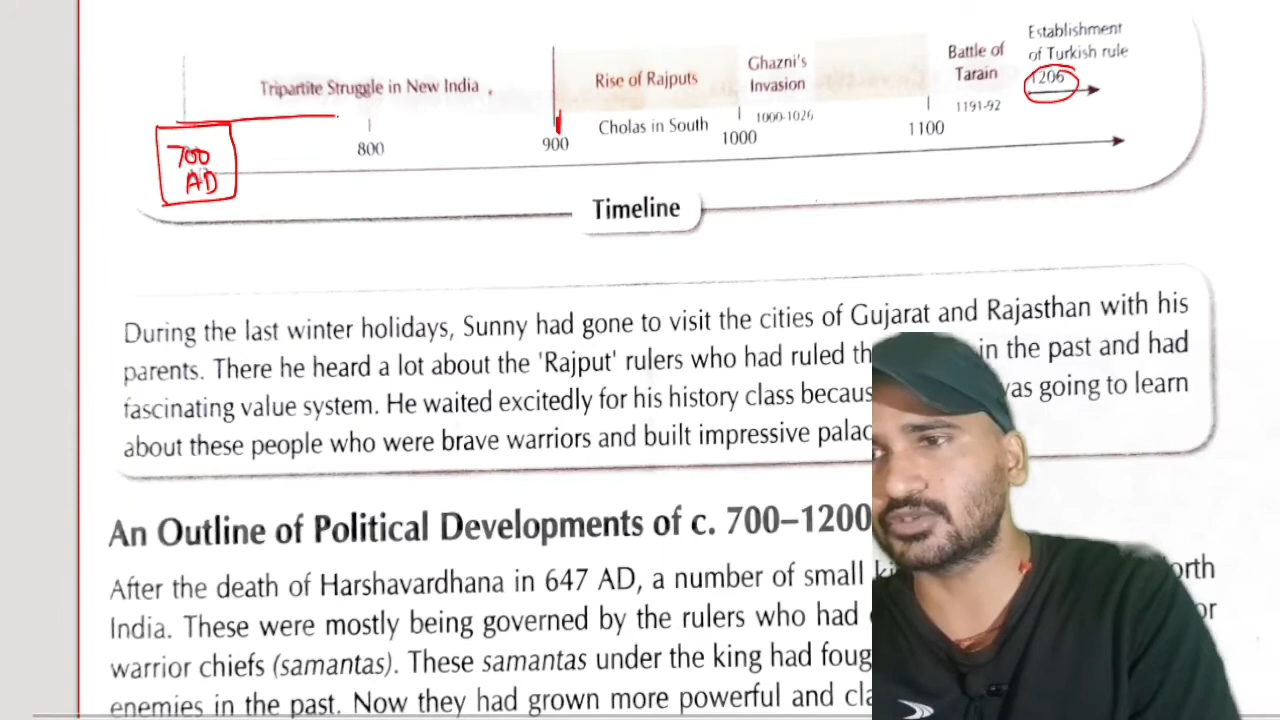 Tripartite Struggle in New India
Rise of Rajputs
Ghazni's
Invasion
Battle of
Tarain
Establishment
of Turkish rule
1206
700
AD
800
900
Cholas in South
1000
1000-1026
1100
1191-92
Timeline
During the last winter holidays, Sunny had gone to visit the cities of Gujarat and Rajasthan with his
parents. There he heard a lot about the 'Rajput' rulers who had ruled in the past and had
fascinating value system. He waited excitedly for his history class was going to learn
about these people who were brave warriors and built impressive
An Outline of Political Developments of c. 700–1200
After the death of Harshavardhana in 647 AD, a number of small
India. These were mostly being governed by the rulers who had
warrior chiefs (samantas). These samantas under the king had
enemies in the past. Now they had grown more powerful and